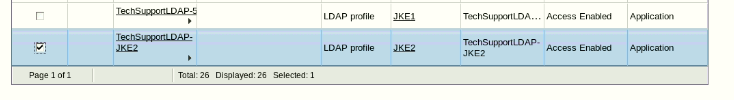 TechSupportLDAP-5 LDAP profile JKE1 TechSupportLDA... Access Enabled Application
TechSupportLDAP-
JKE2 LDAP profile JKE2 TechSupportLDAP-
JKE2 Access Enabled Application
Page 1 of 1 Total: 26 Displayed: 26 Selected: 1